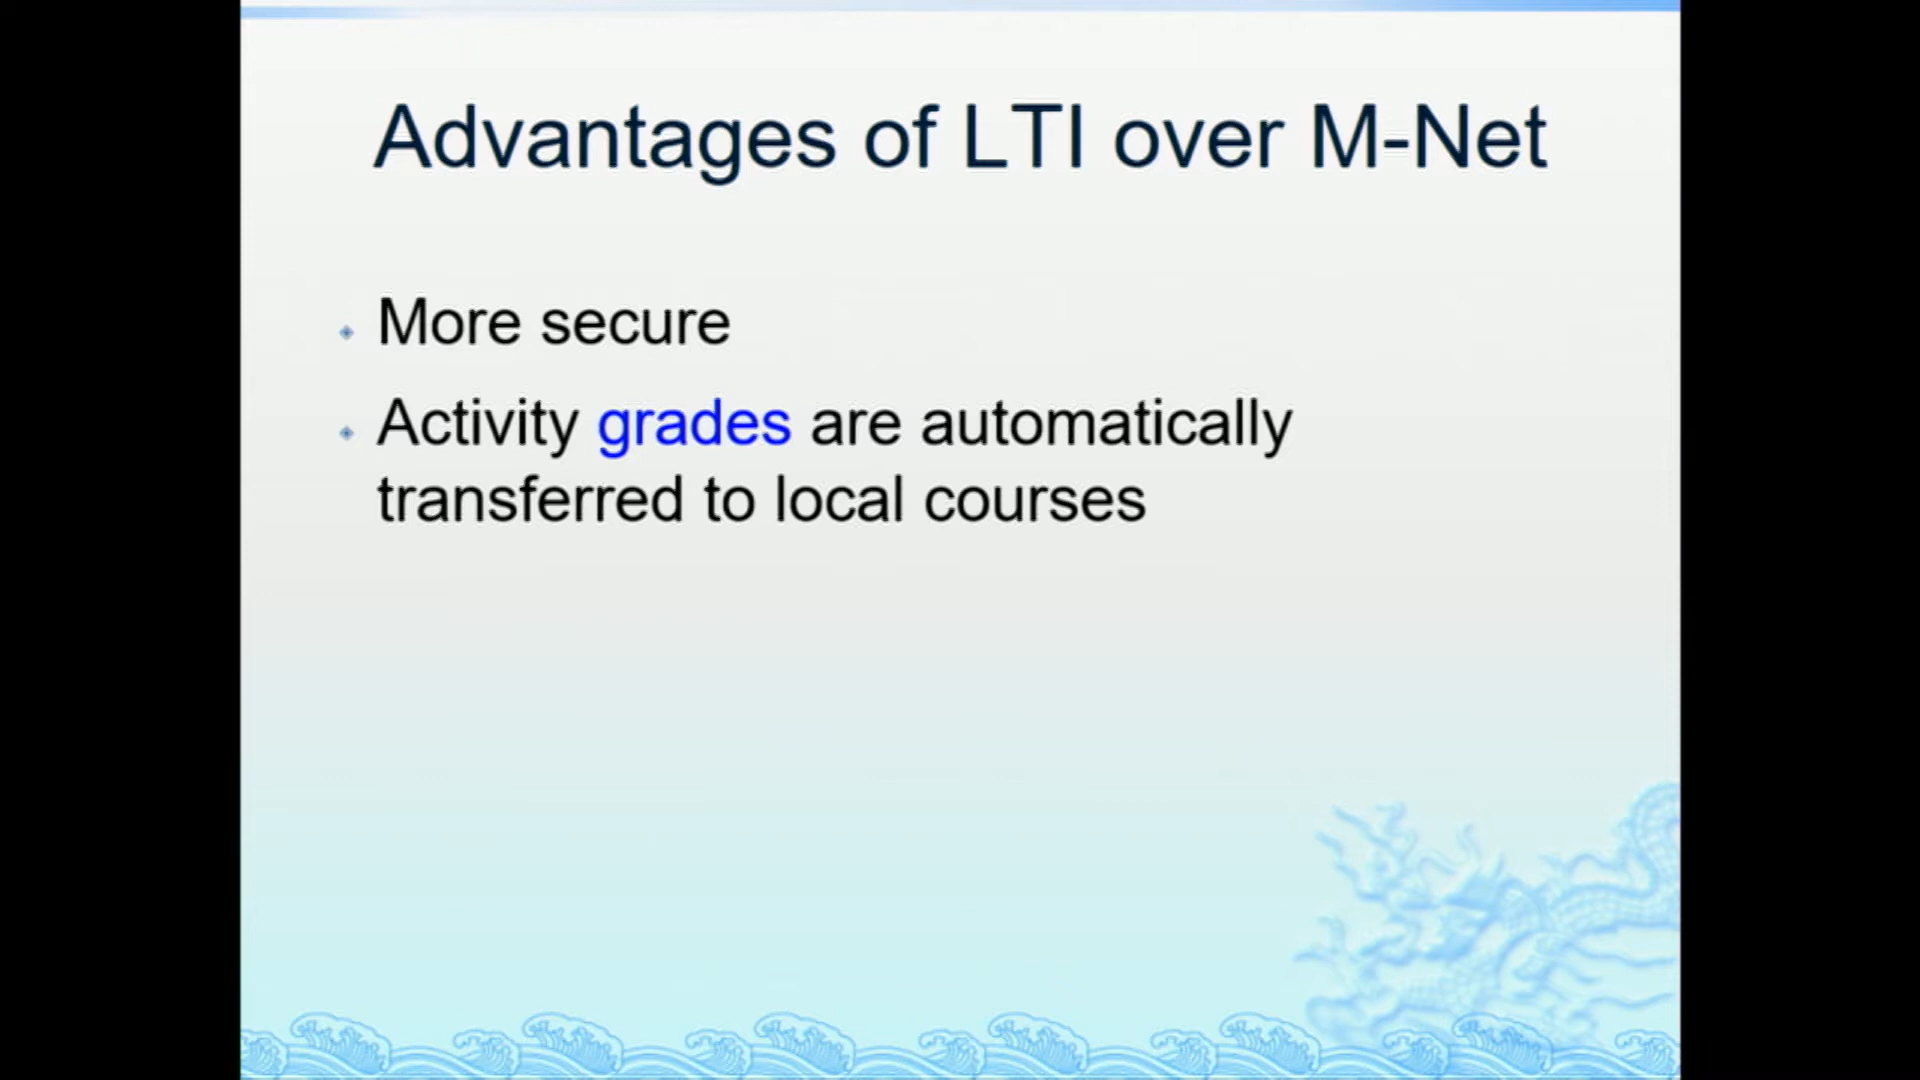 Advantages of LTI over M-Net
More secure
Activity grades are automatically
transferred to local courses